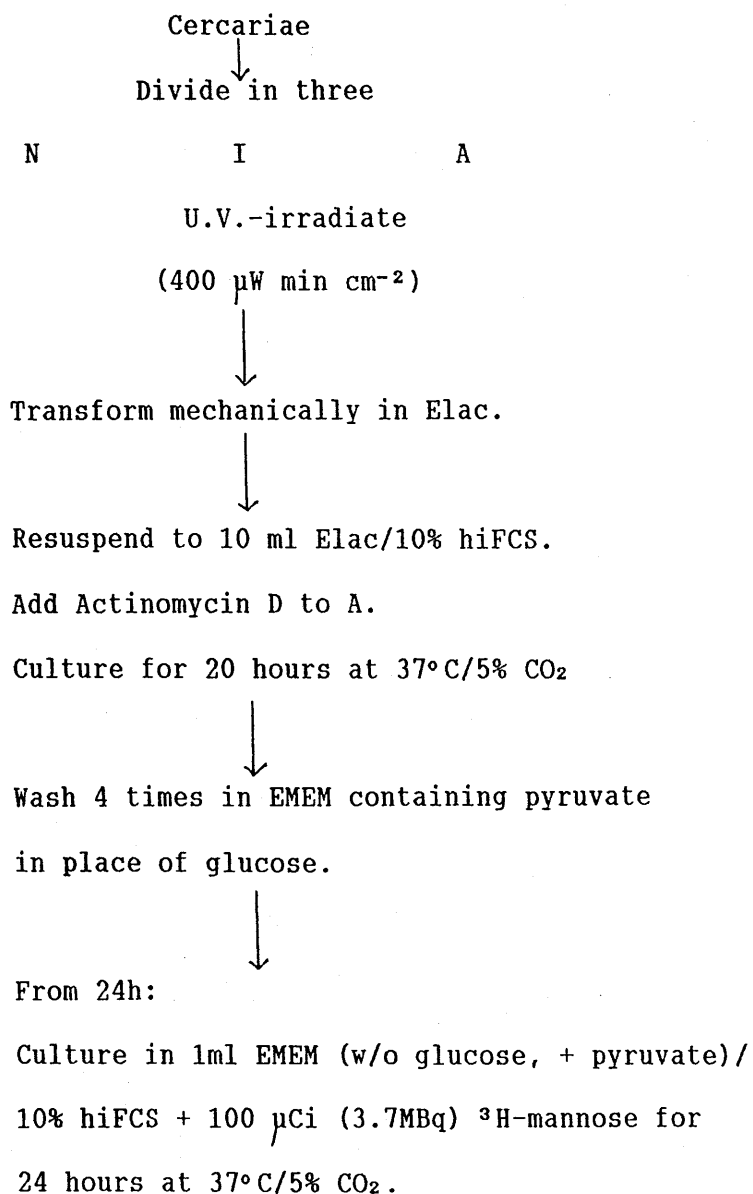 Cercariae
Divide in three
N I A
U.V.-irradiate
(400 µW min cm⁻²)
Transform mechanically in Elac.
Resuspend to 10 ml Elac/10% hiFCS.
Add Actinomycin D to A.
Culture for 20 hours at 37°C/5% CO₂
Wash 4 times in EMEM containing pyruvate
in place of glucose.
From 24h:
Culture in 1ml EMEM (w/o glucose, + pyruvate)/
10% hiFCS + 100 µCi (3.7MBq) ³H-mannose for
24 hours at 37°C/5% CO₂.